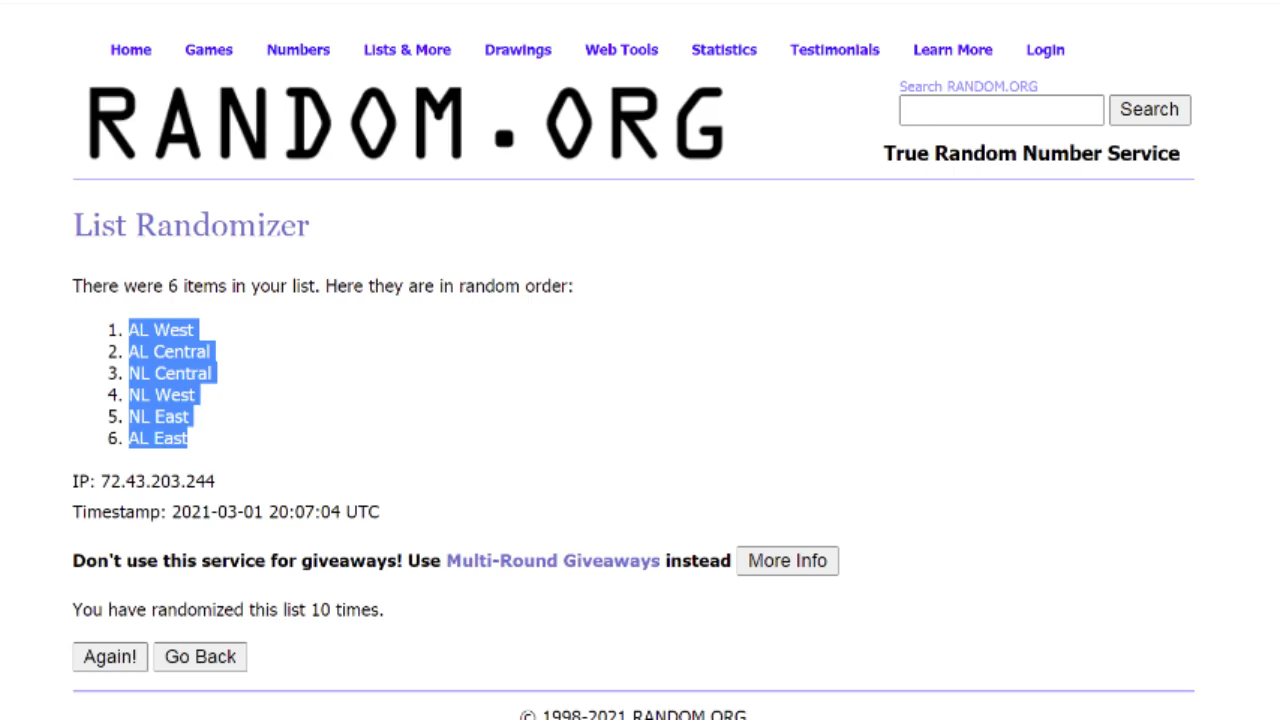 Home Games Numbers Lists & More Drawings Web Tools Statistics Testimonials Learn More Login
RANDOM.ORG
Search RANDOM.ORG
Search
True Random Number Service
List Randomizer
There were 6 items in your list. Here they are in random order:
1. AL West
2. AL Central
3. NL Central
4. NL West
5. NL East
6. AL East
IP: 72.43.203.244
Timestamp: 2021-03-01 20:07:04 UTC
Don't use this service for giveaways! Use Multi-Round Giveaways instead More Info
You have randomized this list 10 times.
Again! Go Back
© 1998-2021 RANDOM.ORG